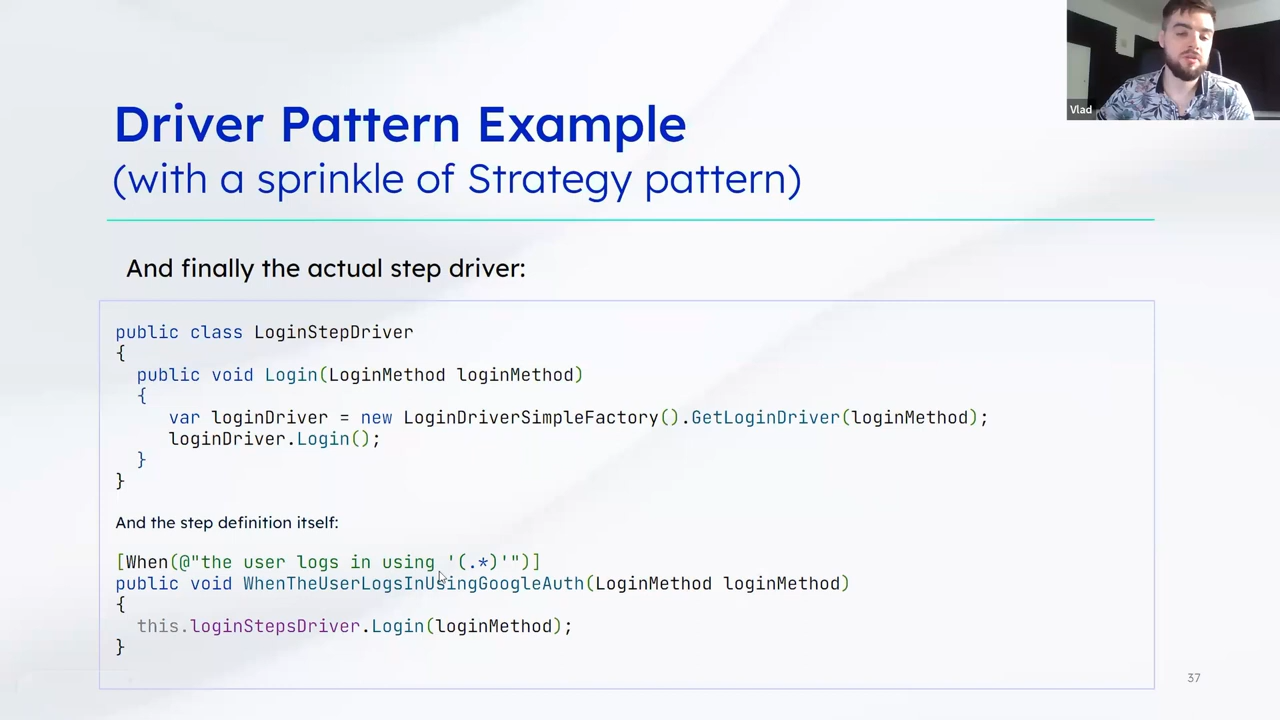 Vlad
Driver Pattern Example
(with a sprinkle of Strategy pattern)
And finally the actual step driver:
public class LoginStepDriver
{
public void Login(LoginMethod loginMethod)
{
var loginDriver = new LoginDriverSimpleFactory().GetLoginDriver(loginMethod);
loginDriver.Login();
}
}
And the step definition itself:
[When(@"the user logs in using '(.*)'")]
public void WhenTheUserLogsInUsingGoogleAuth(LoginMethod loginMethod)
{
this.loginStepsDriver.Login(loginMethod);
}
37